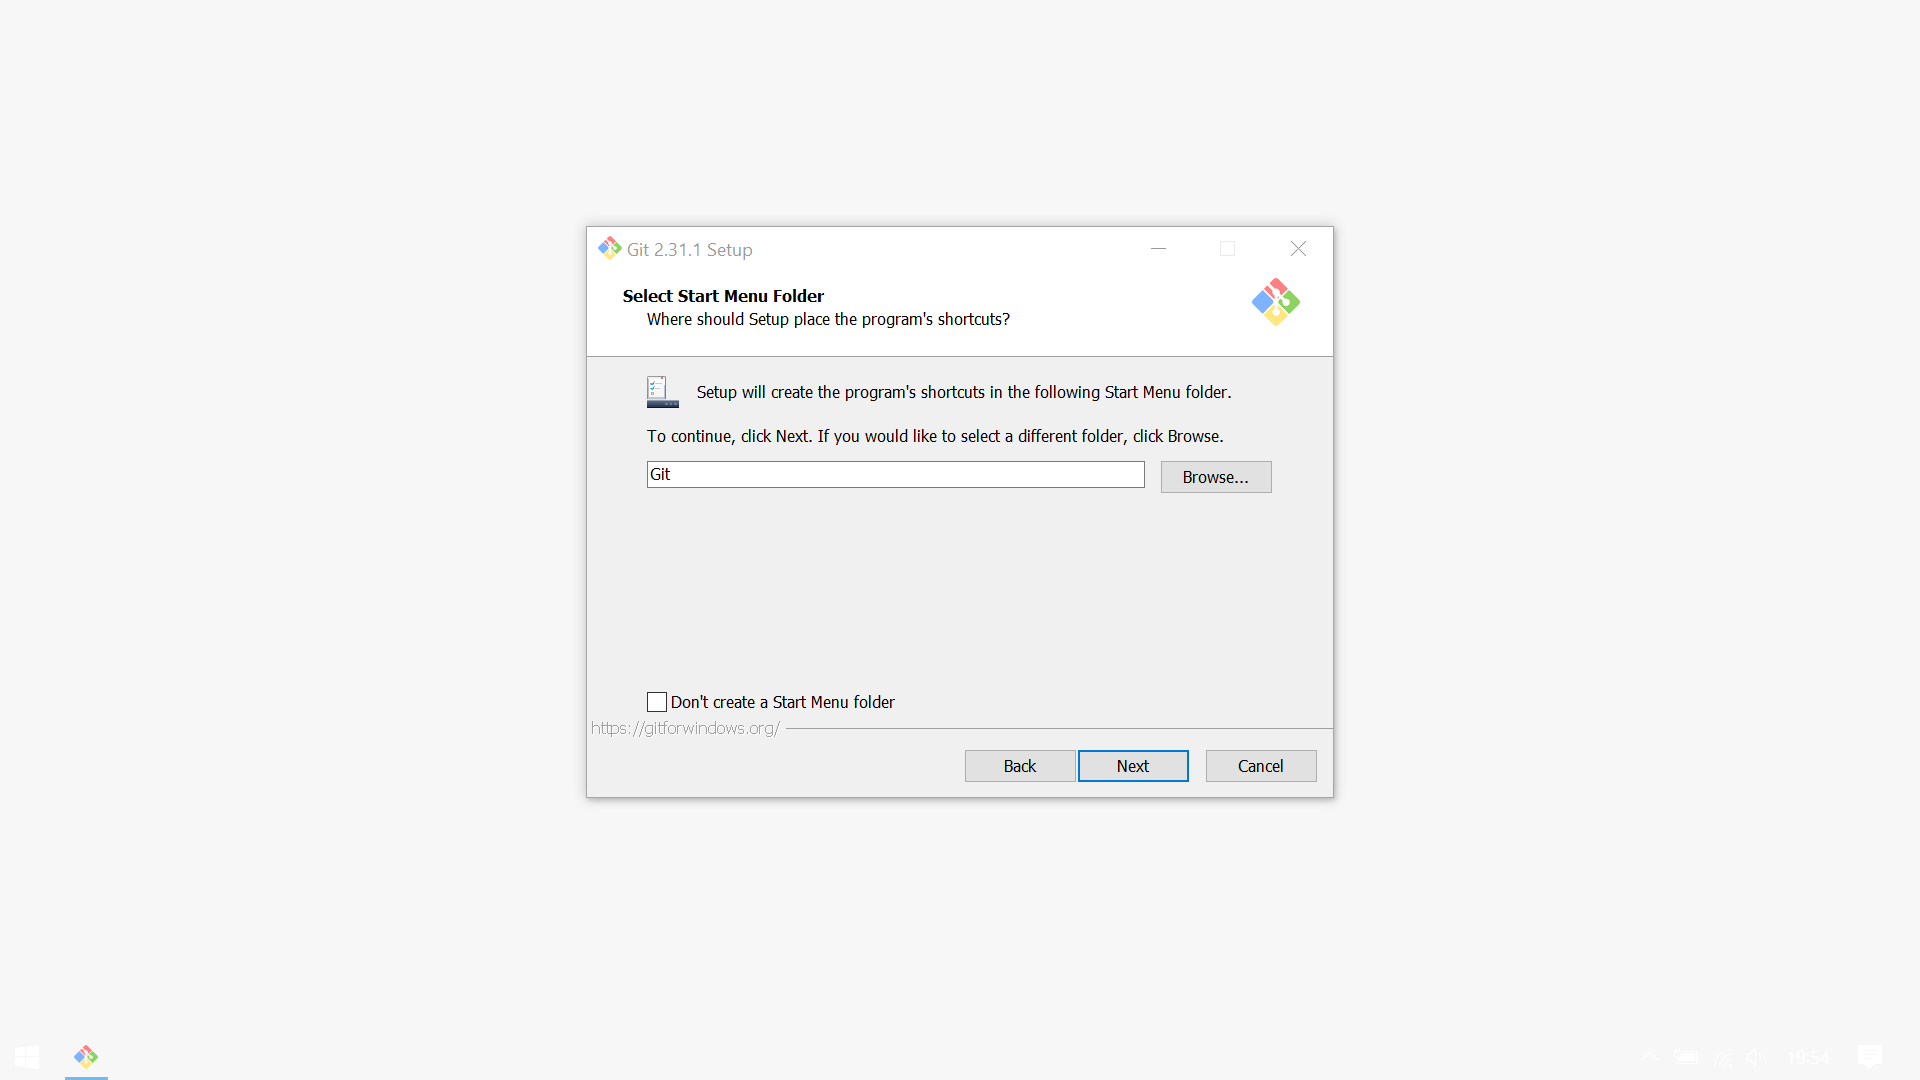 Git 2.31.1 Setup
Select Start Menu Folder
Where should Setup place the program's shortcuts?
Setup will create the program's shortcuts in the following Start Menu folder.
To continue, click Next. If you would like to select a different folder, click Browse.
Git
Browse...
Don't create a Start Menu folder
https://gitforwindows.org/
Back
Next
Cancel
19:54